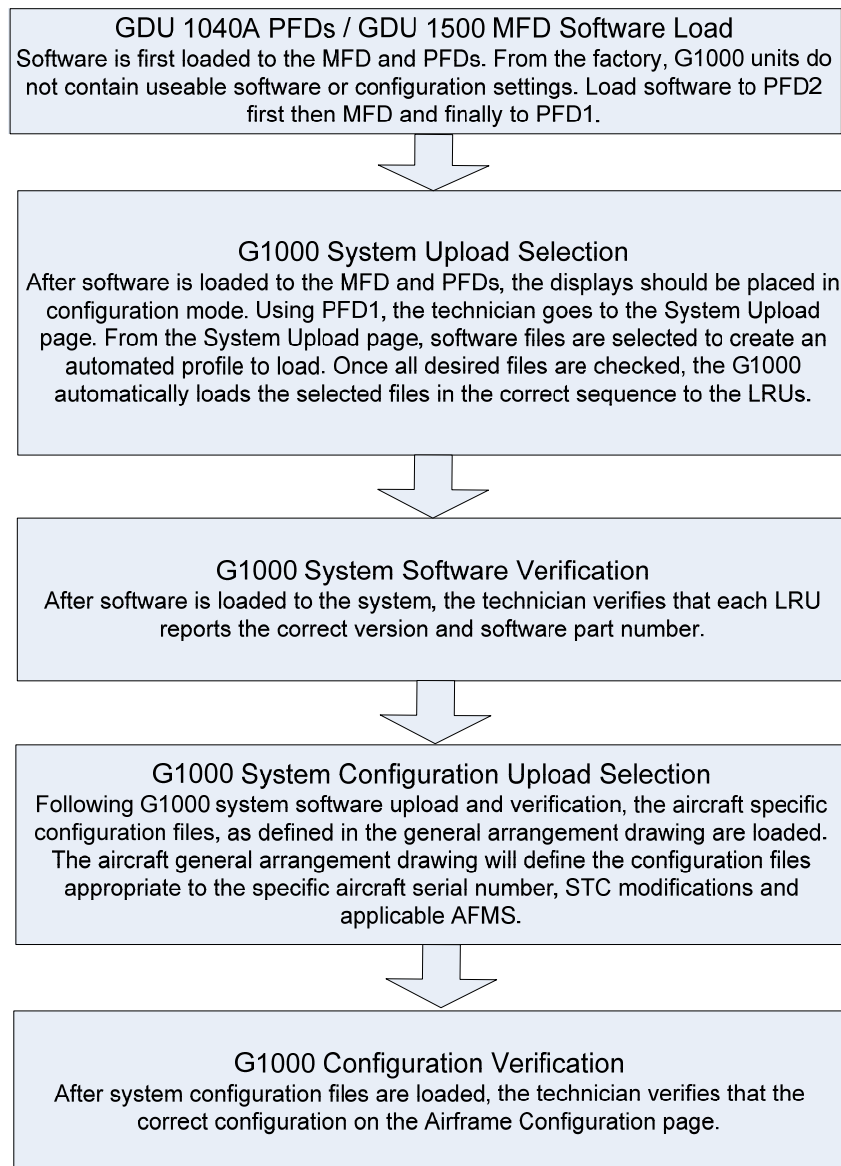 GDU 1040A PFDs / GDU 1500 MFD Software Load
Software is first loaded to the MFD and PFDs. From the factory, G1000 units do
not contain useable software or configuration settings. Load software to PFD2
first then MFD and finally to PFD1.
G1000 System Upload Selection
After software is loaded to the MFD and PFDs, the displays should be placed in
configuration mode. Using PFD1, the technician goes to the System Upload
page. From the System Upload page, software files are selected to create an
automated profile to load. Once all desired files are checked, the G1000
automatically loads the selected files in the correct sequence to the LRUs.
G1000 System Software Verification
After software is loaded to the system, the technician verifies that each LRU
reports the correct version and software part number.
G1000 System Configuration Upload Selection
Following G1000 system software upload and verification, the aircraft specific
configuration files, as defined in the general arrangement drawing are loaded.
The aircraft general arrangement drawing will define the configuration files
appropriate to the specific aircraft serial number, STC modifications and
applicable AFMS.
G1000 Configuration Verification
After system configuration files are loaded, the technician verifies that the
correct configuration on the Airframe Configuration page.